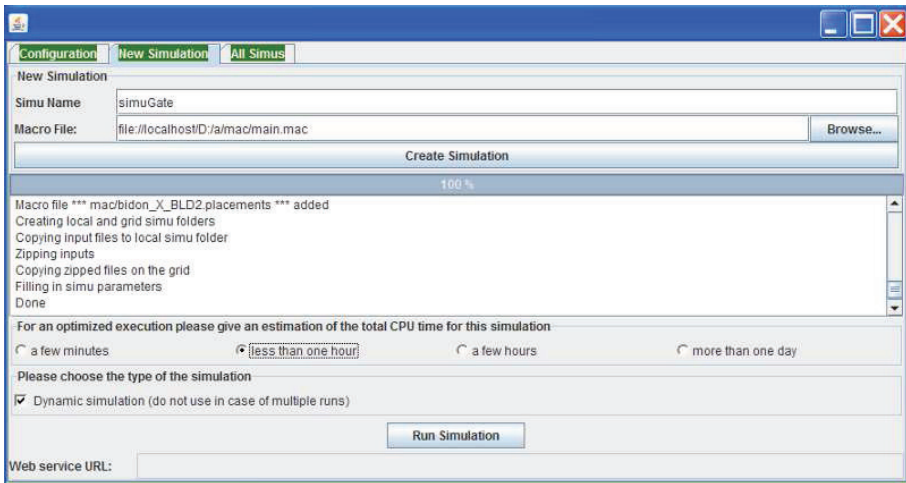 Configuration New Simulation All Simus
New Simulation
Simu Name simuGate
Macro File: file://localhost/D:/a/mac/main.mac Browse...
Create Simulation
100 %
Macro file *** mac/bidon_X_BLD2.placements *** added
Creating local and grid simu folders
Copying input files to local simu folder
Zipping inputs
Copying zipped files on the grid
Filling in simu parameters
Done
For an optimized execution please give an estimation of the total CPU time for this simulation
a few minutes less than one hour a few hours more than one day
Please choose the type of the simulation
Dynamic simulation (do not use in case of multiple runs)
Run Simulation
Web service URL: